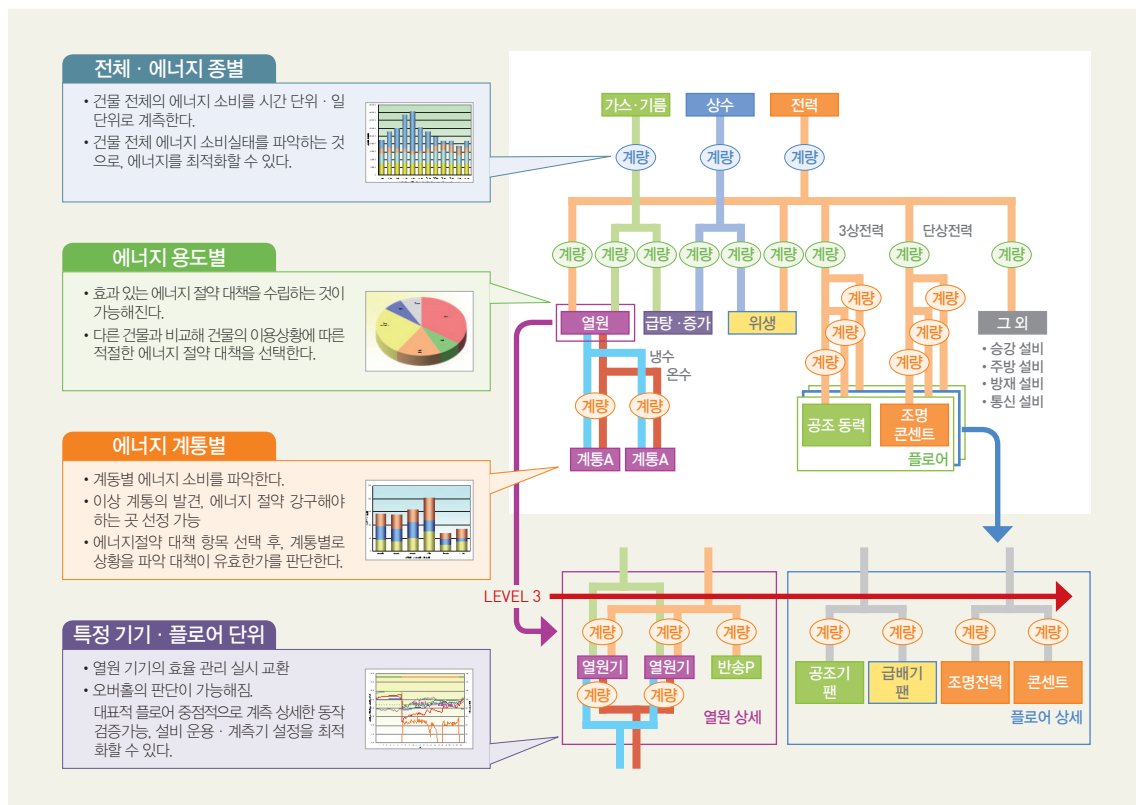 전체 · 에너지 종별
• 건물 전체의 에너지 소비를 시간 단위 · 일
단위로 계측한다.
• 건물 전체 에너지 소비실태를 파악하는 것
으로, 에너지를 최적화할 수 있다.
에너지 용도별
• 효과 있는 에너지 절약 대책을 수립하는 것이
가능해진다.
• 다른 건물과 비교해 건물의 이용상황에 따른
적절한 에너지 절약 대책을 선택한다.
에너지 계통별
• 계동별 에너지 소비를 파악한다.
• 이상 계통의 발견, 에너지 절약 강구해야
하는 곳 선정 가능
• 에너지절약 대책 항목 선택 후, 계통별로
상황을 파악 대책이 유효한가를 판단한다.
특정 기기 · 플로어 단위
• 열원 기기의 효율 관리 실시 교환
• 오버홀의 판단이 가능해짐.
대표적 플로어 중점적으로 계측 상세한 동작
검증가능, 설비 운용 · 계측기 설정을 최적
화할 수 있다.
가스 · 기름 상수 전력
계량 계량 계량
3상전력 단상전력
계량 계량 계량 계량 계량 계량 계량 계량 계량
계량 계량
계량 계량
계량 계량
열원 급탕 · 증가 위생 그 외
냉수
온수
• 승강 설비
• 주방 설비
• 방재 설비
• 통신 설비
계량 계량
공조 동력
조명
콘센트
플로어
계통A 계통A
LEVEL 3
계량 계량 계량
열원기 열원기 반송P
계량 계량
열원 상세
계량 계량 계량 계량
공조기
팬
급배기
팬
조명전력
콘센트
플로어 상세